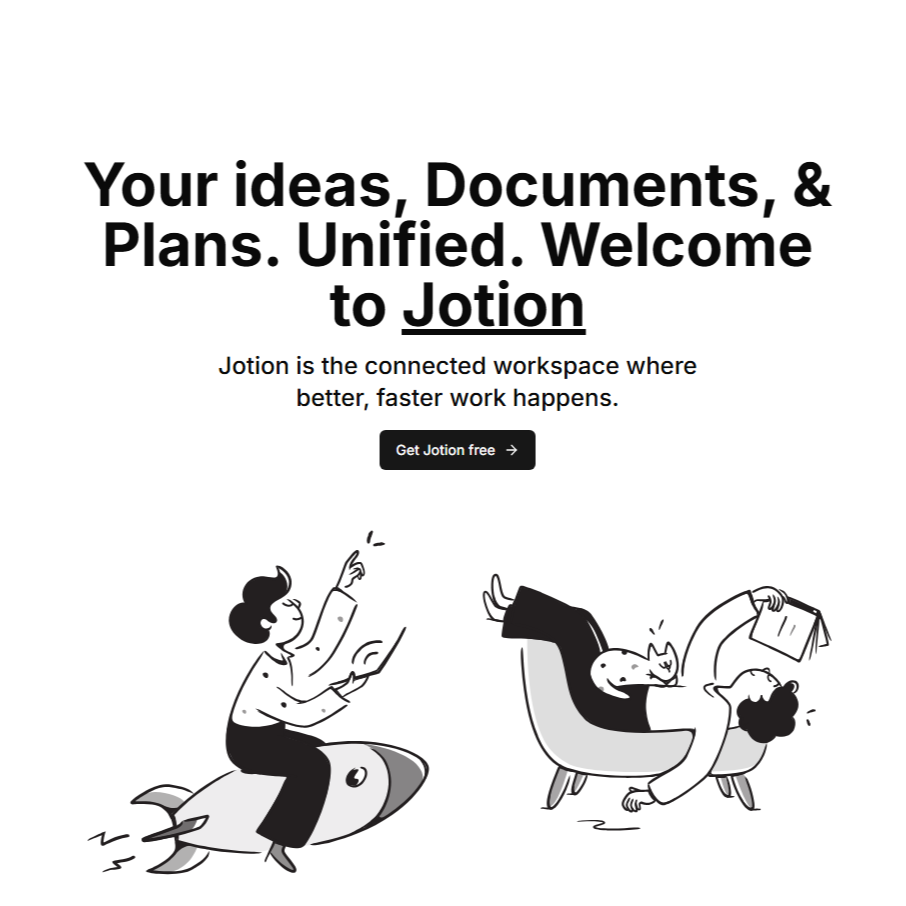 Your ideas, Documents, &
Plans. Unified. Welcome
to Jotion
Jotion is the connected workspace where
better, faster work happens.
Get Jotion free →